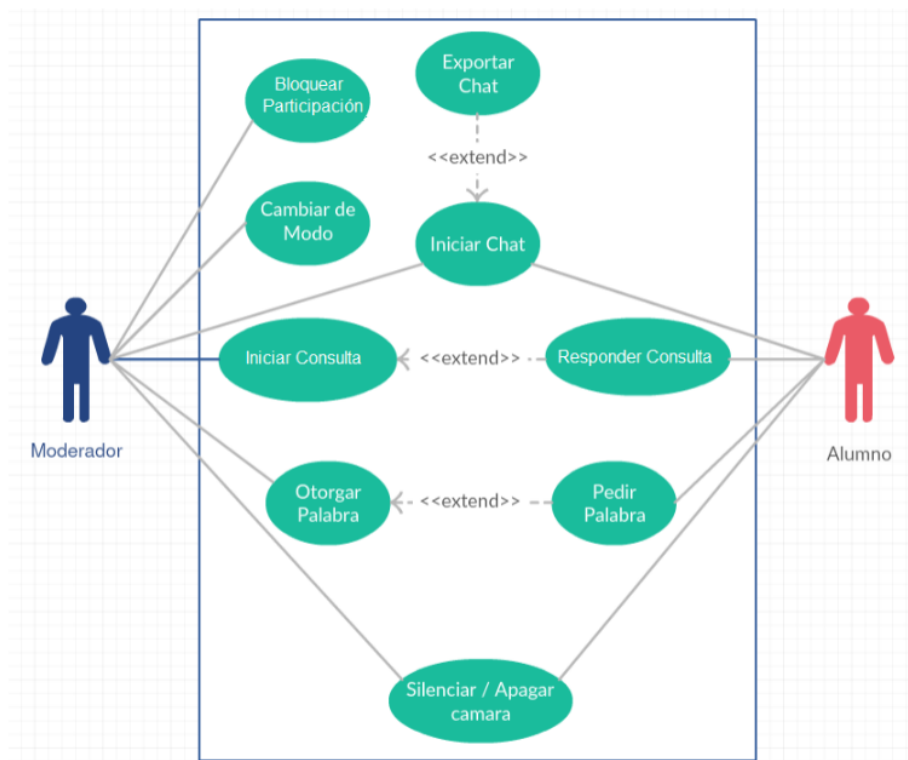 Exportar
Chat
Bloquear
Participación
<<extend>>
Cambiar de
Modo
Iniciar Chat
Iniciar Consulta
<<extend>>
Responder Consulta
Moderador
Alumno
Otorgar
Palabra
<<extend>>
Pedir
Palabra
Silenciar / Apagar
camara